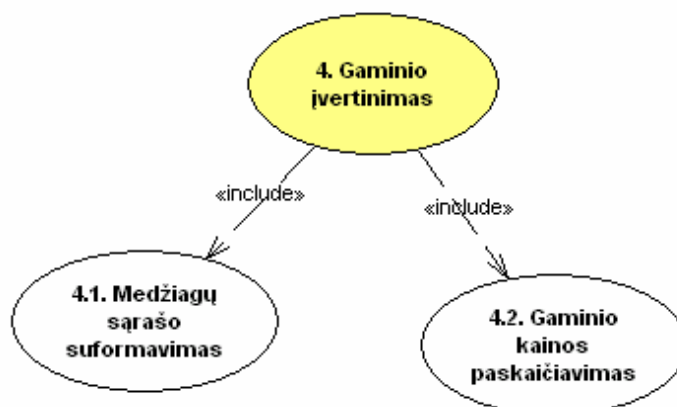 4. Gaminio
įvertinimas
«include»
«include»
4.1. Medžiagų
sąrašo
suformavimas
4.2. Gaminio
kainos
paskaičiavimas